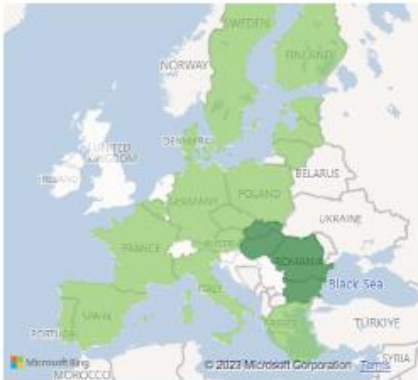 SWEDEN
FINLAND
NORWAY
DENMARK
UNITED
KINGDOM
IRELAND
BELARUS
POLAND
GERMANY
UKRAINE
FRANCE
ROMANIA
Black Sea
ITALY
SPAIN
PORTUGAL
TÜRKIYE
SYRIA
MOROCCO
Microsoft Bing
© 2023 Microsoft Corporation Terms